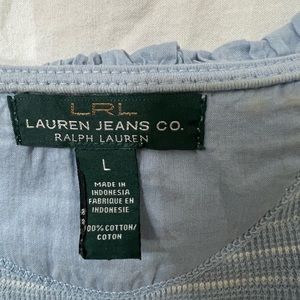 LRL
LAUREN JEANS CO.
RALPH LAUREN
L
MADE IN
INDONESIA
FABRIQUE EN
INDONESIE
100% COTTON/
COTON